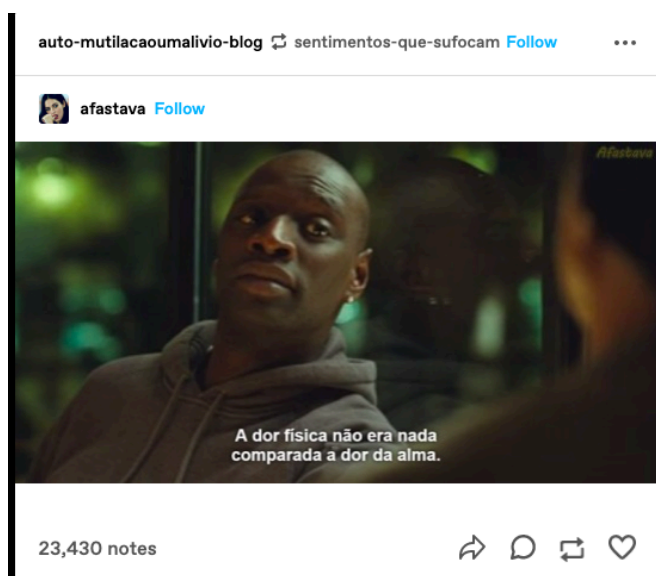 auto-mutilacaoumalivio-blog sentimentos-que-sufocam Follow
afastava Follow
Afastava
A dor física não era nada
comparada a dor da alma.
23,430 notes